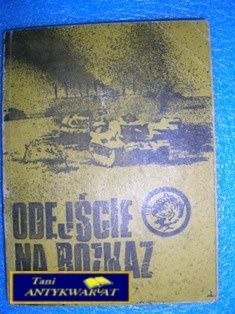 ODEJŚCIE
NA ROZKAZ
Tani
ANTYKWARIAT